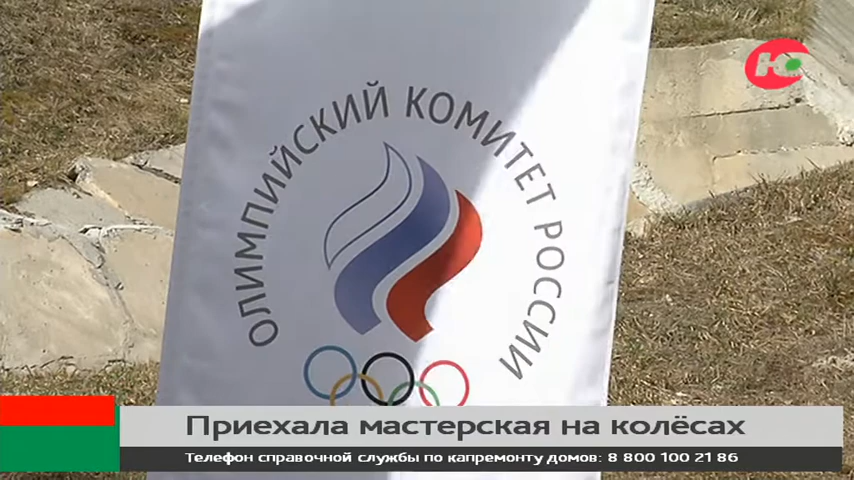 Ю
ОЛИМПИЙСКИЙ КОМИТЕТ РОССИИ
Приехала мастерская на колёсах
Телефон справочной службы по капремонту домов: 8 800 100 21 86